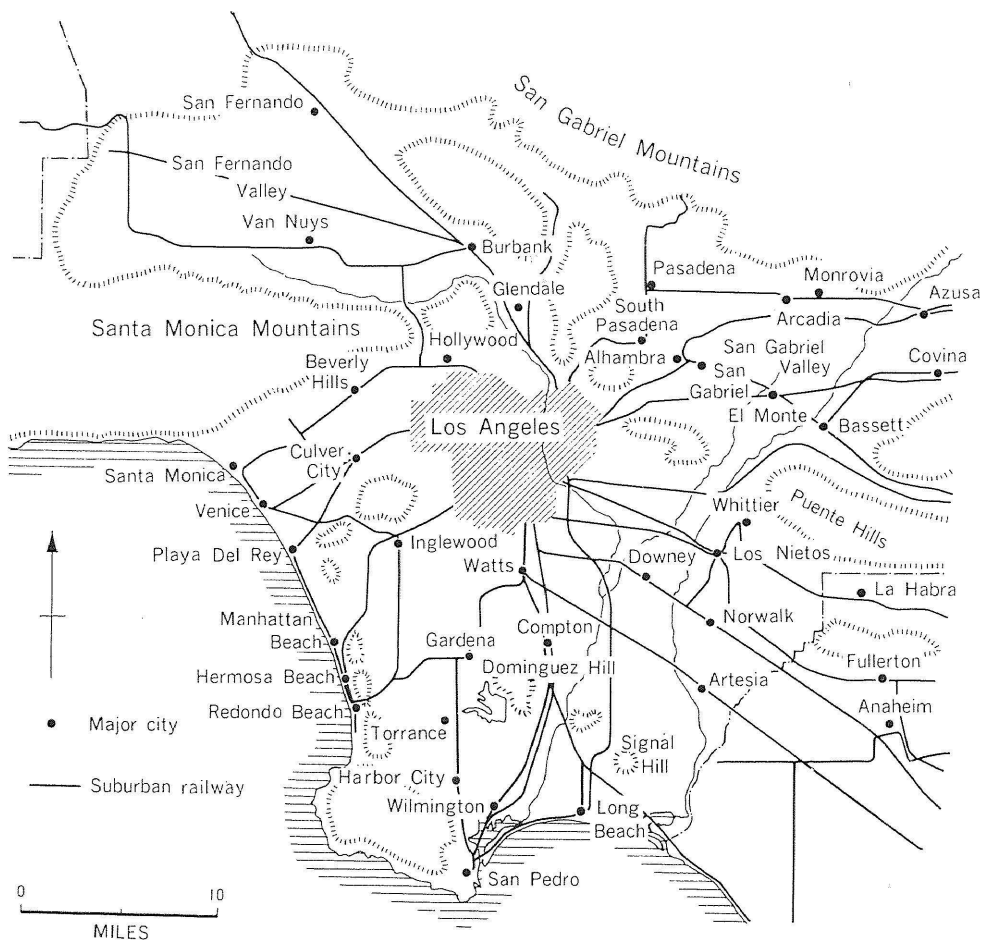 San Fernando
San Gabriel Mountains
San Fernando
Valley
Van Nuys
Burbank
Glendale
Pasadena
Monrovia
Azusa
South
Pasadena
Arcadia
Santa Monica Mountains
Hollywood
Alhambra
San Gabriel
Valley
Covina
Beverly
Hills
San
Gabriel
El Monte
Bassett
Los Angeles
Culver
City
Santa Monica
Venice
Whittier
Puente Hills
Playa Del Rey
Inglewood
Watts
Downey
Los Nietos
La Habra
Manhattan
Beach
Gardena
Compton
Norwalk
Hermosa Beach
Dominguez Hill
Fullerton
Artesia
Redondo Beach
Anaheim
Major city
Torrance
Signal
Hill
Suburban railway
Harbor City
Wilmington
Long
Beach
San Pedro
0 10
MILES